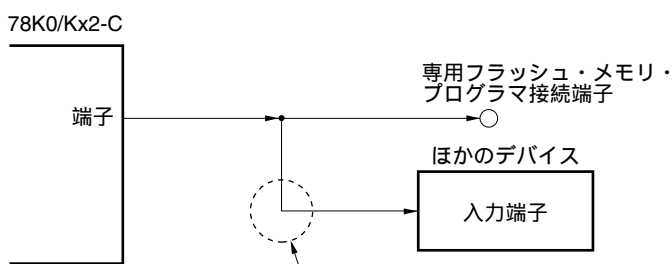 78K0/Kx2-C
端子
専用フラッシュ・メモリ・
プログラマ接続端子
ほかのデバイス
入力端子